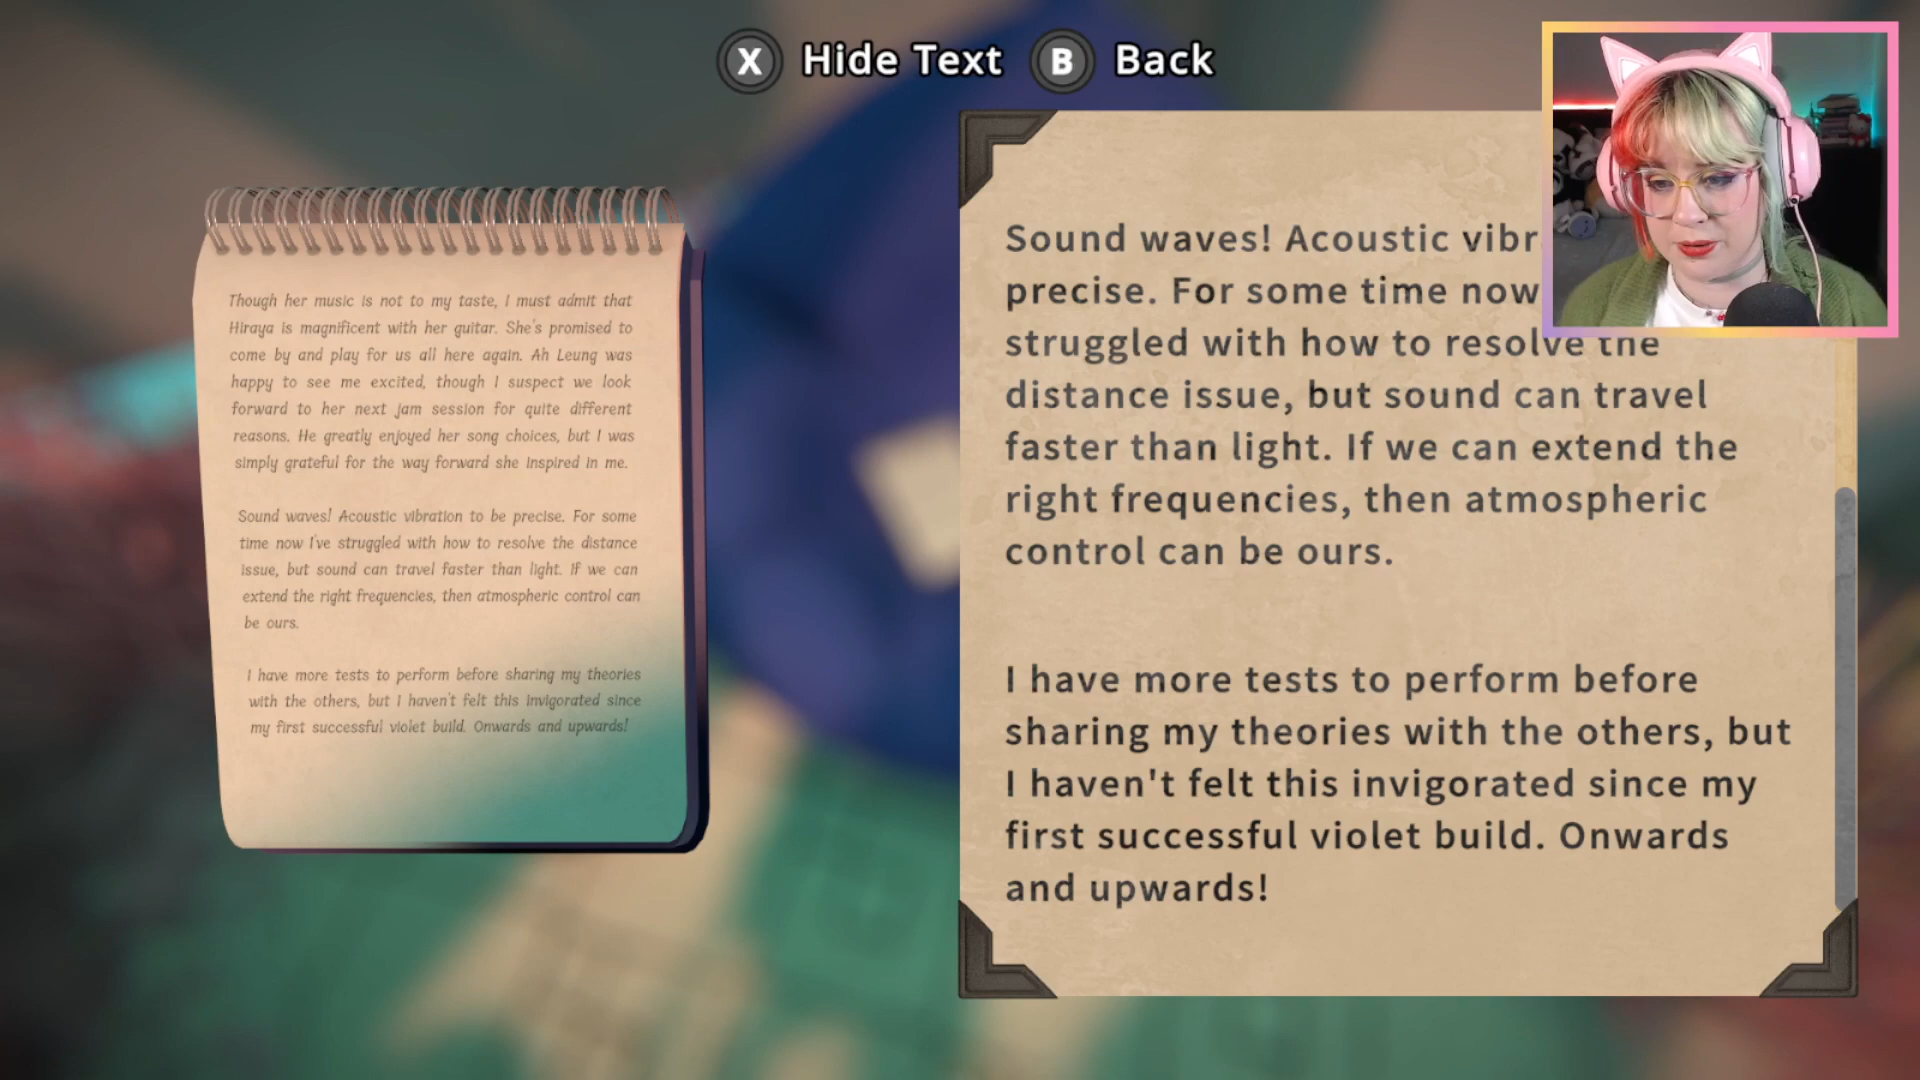 X Hide Text B Back
Though her music is not to my taste, I must admit that
Hiraya is magnificent with her guitar. She's promised to
come by and play for us all here again. Ah Leung was
happy to see me excited, though I suspect we look
forward to her next jam session for quite different
reasons. He greatly enjoyed her song choices, but I was
simply grateful for the way forward she inspired in me.
Sound waves! Acoustic vibration to be precise. For some
time now I've struggled with how to resolve the distance
issue, but sound can travel faster than light. If we can
extend the right frequencies, then atmospheric control can
be ours.
I have more tests to perform before sharing my theories
with the others, but I haven't felt this invigorated since
my first successful violet build. Onwards and upwards!
Sound waves! Acoustic vibr
precise. For some time now
struggled with how to resolve the
distance issue, but sound can travel
faster than light. If we can extend the
right frequencies, then atmospheric
control can be ours.
I have more tests to perform before
sharing my theories with the others, but
I haven't felt this invigorated since my
first successful violet build. Onwards
and upwards!